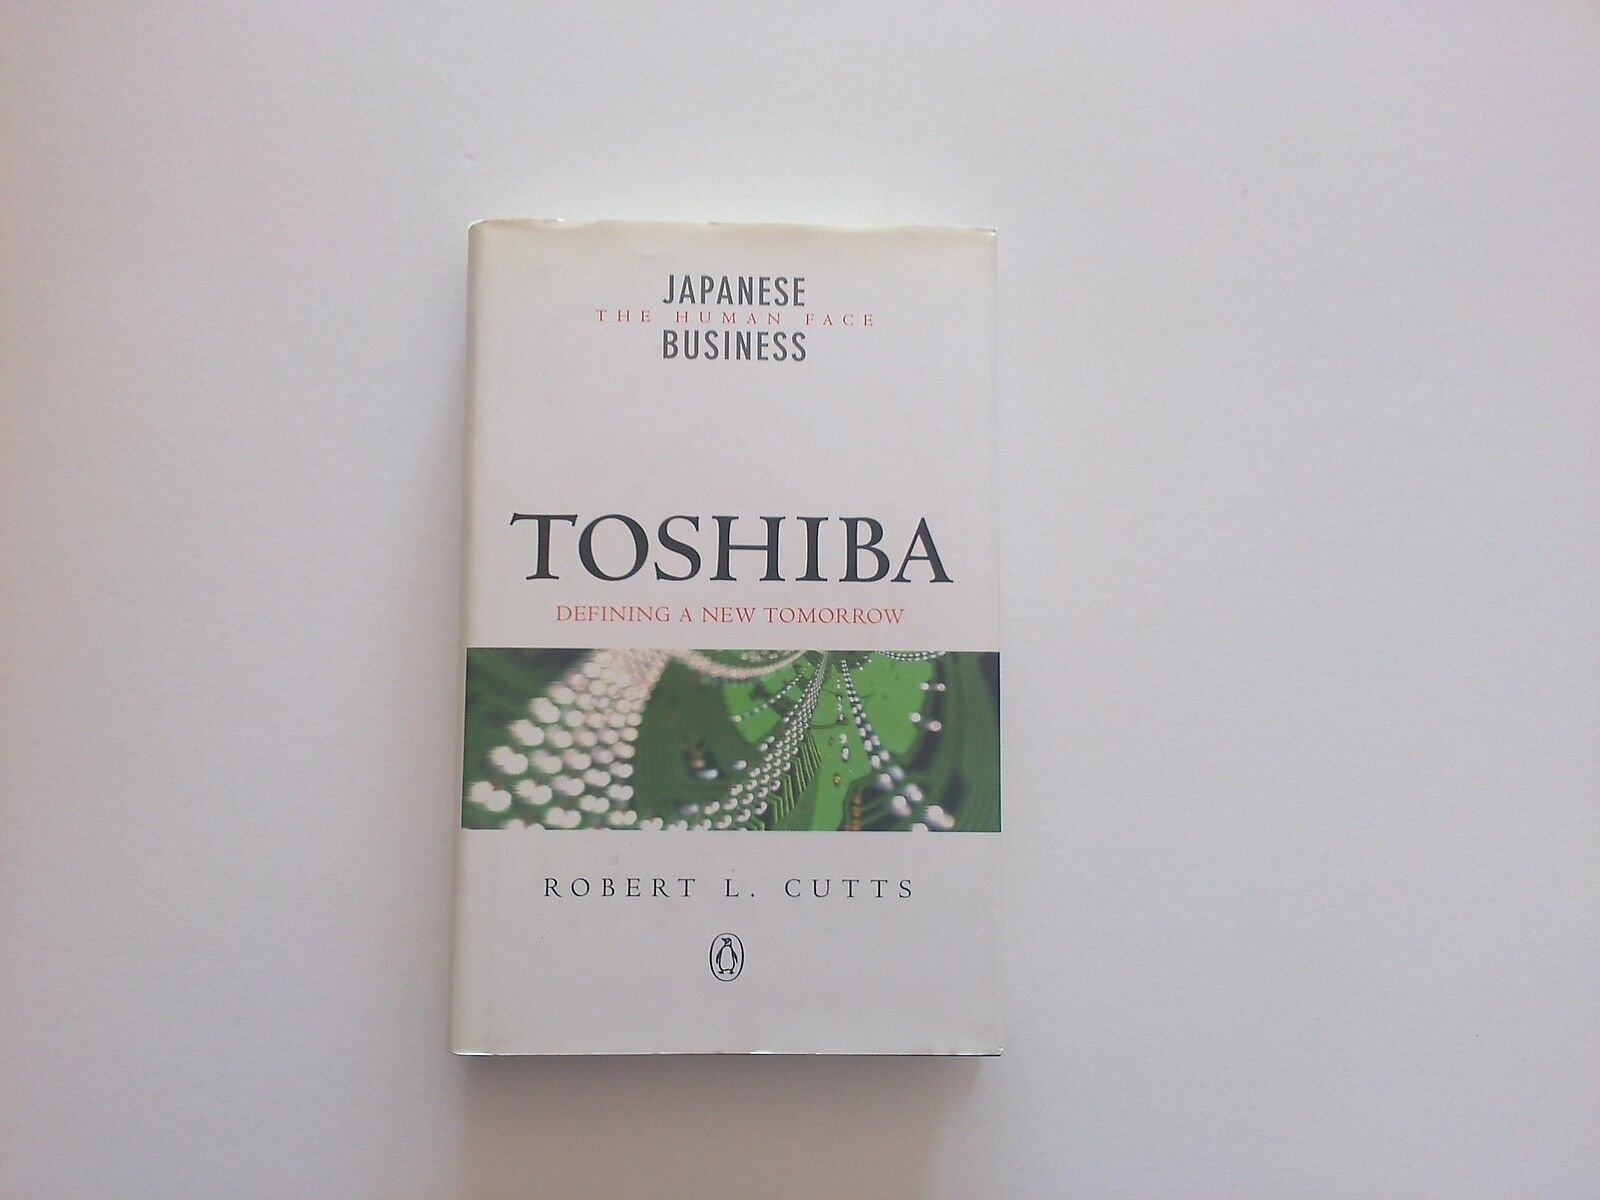 JAPANESE
THE HUMAN FACE
BUSINESS
TOSHIBA
DEFINING A NEW TOMORROW
ROBERT L. CUTTS